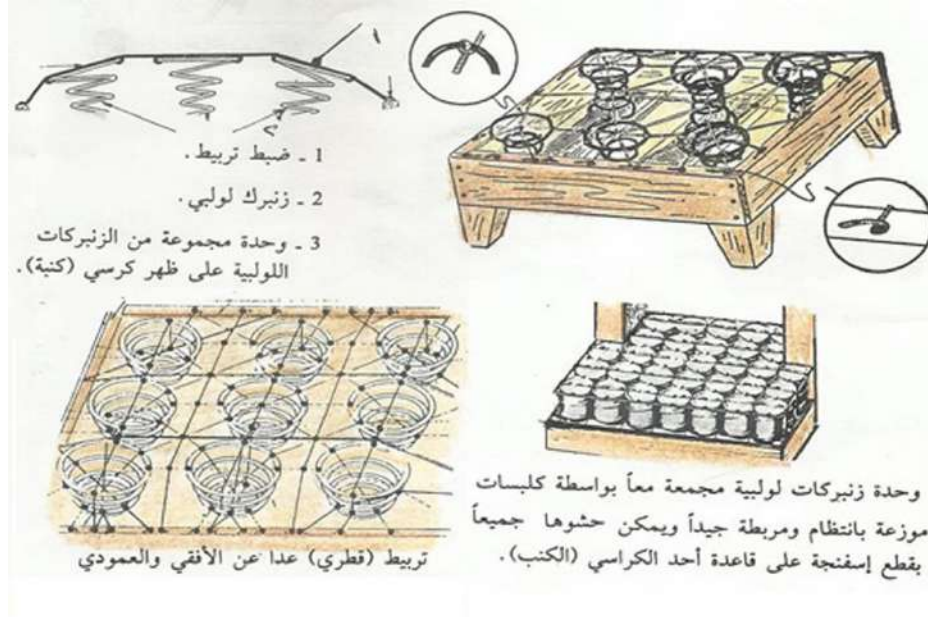 1 ـ ضبط تربيط .
2 ـ زنبرك لولبي .
3 ـ وحدة مجموعة من الزنبركات
اللولبية على ظهر كرسي (كنبة).
تربيط (قطري) عدا عن الأفقي والعمودي
وحدة زنبركات لولبية مجمعة معاً بواسطة كلبسات
موزعة بانتظام ومربطة جيداً ويمكن حشوها جميعاً
بقطع إسفنجة على قاعدة أحد الكراسي (الكنب).